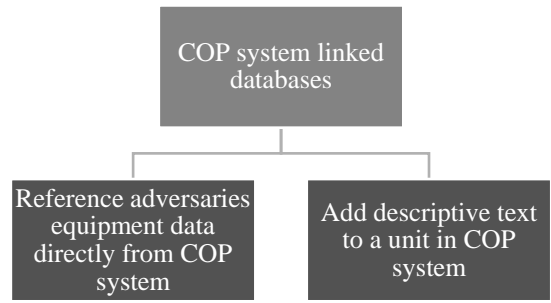 COP system linked
databases
Reference adversaries
equipment data
directly from COP
system
Add descriptive text
to a unit in COP
system